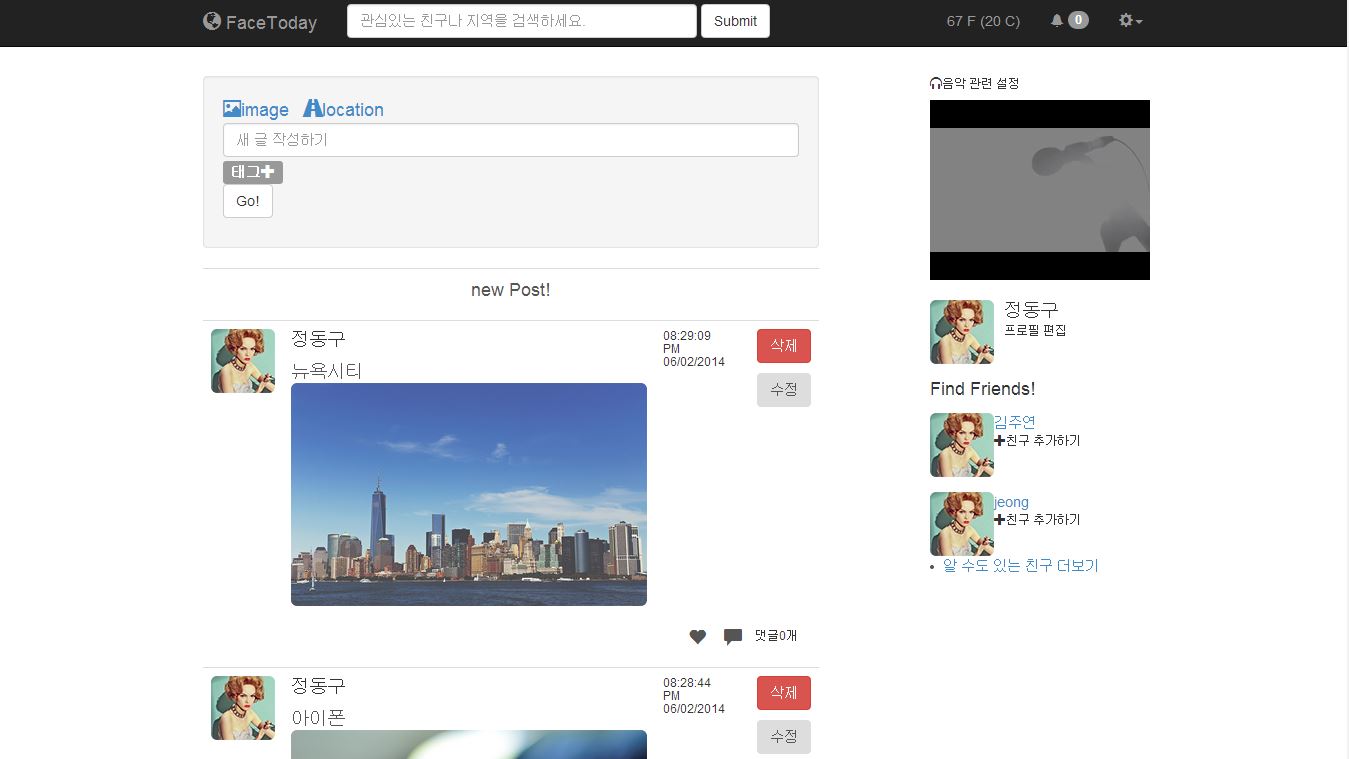 FaceToday
관심있는 친구나 지역을 검색하세요.
Submit
67 F (20 C)
0
image
location
새 글 작성하기
태그
Go!
new Post!
정동구
뉴욕시티
08:29:09
PM
06/02/2014
삭제
수정
댓글0개
정동구
아이폰
08:28:44
PM
06/02/2014
삭제
수정
음악 관련 설정
정동구
프로필 편집
Find Friends!
김주연
친구 추가하기
jeong
친구 추가하기
알 수도 있는 친구 더보기